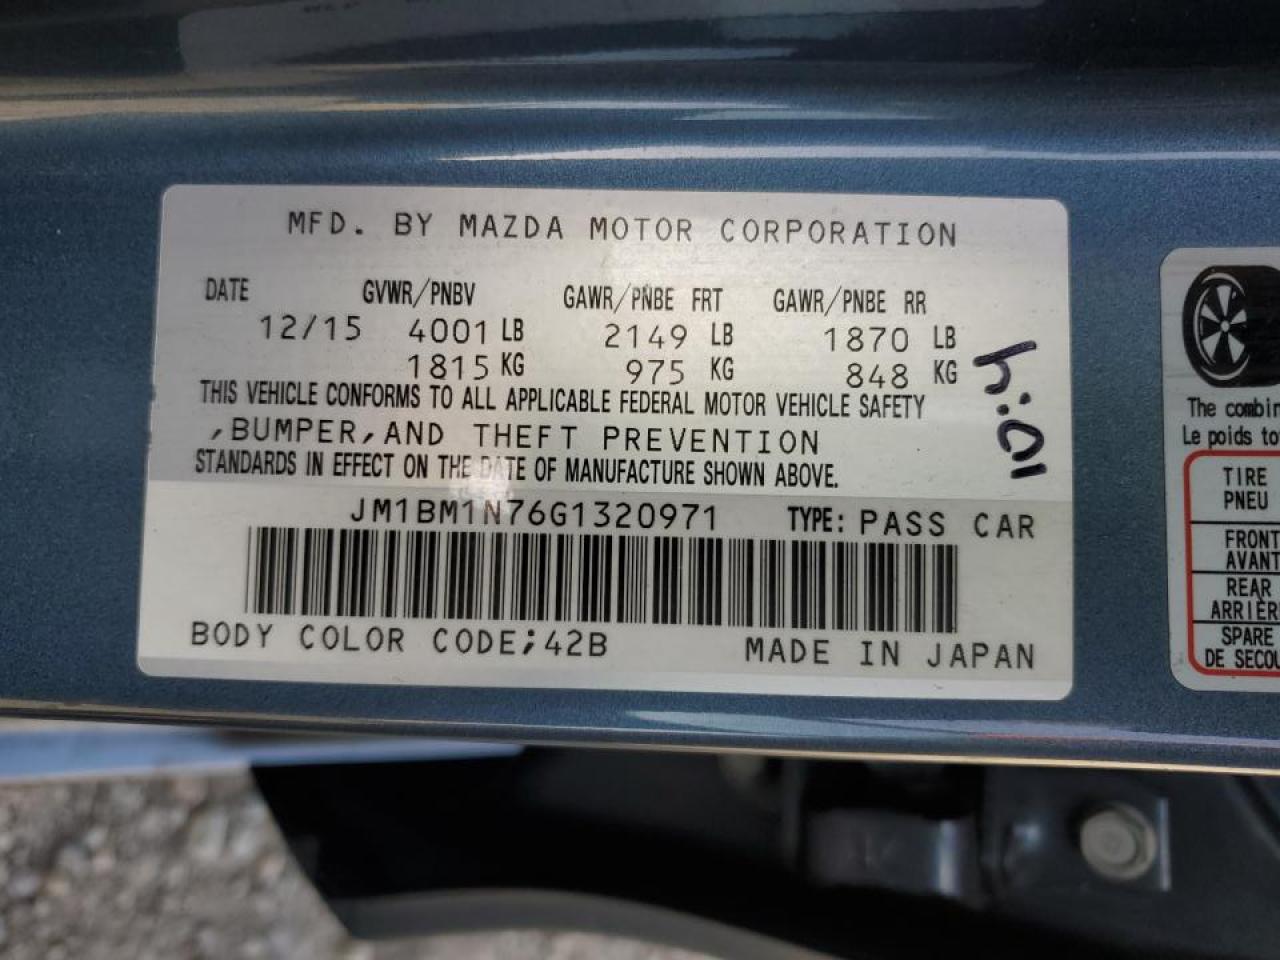 MFD. BY MAZDA MOTOR CORPORATION
DATE GVWR/PNBV GAWR/PNBE FRT GAWR/PNBE RR
12/15 4001 LB 2149 LB 1870 LB
1815 KG 975 KG 848 KG
THIS VEHICLE CONFORMS TO ALL APPLICABLE FEDERAL MOTOR VEHICLE SAFETY
,BUMPER,AND THEFT PREVENTION
STANDARDS IN EFFECT ON THE DATE OF MANUFACTURE SHOWN ABOVE.
JM1BM1N76G1320971 TYPE: PASS CAR
BODY COLOR CODE;42B MADE IN JAPAN
The combin
Le poids to
TIRE
PNEU
FRONT
AVANT
REAR
ARRIÈR
SPARE
DE SECOU